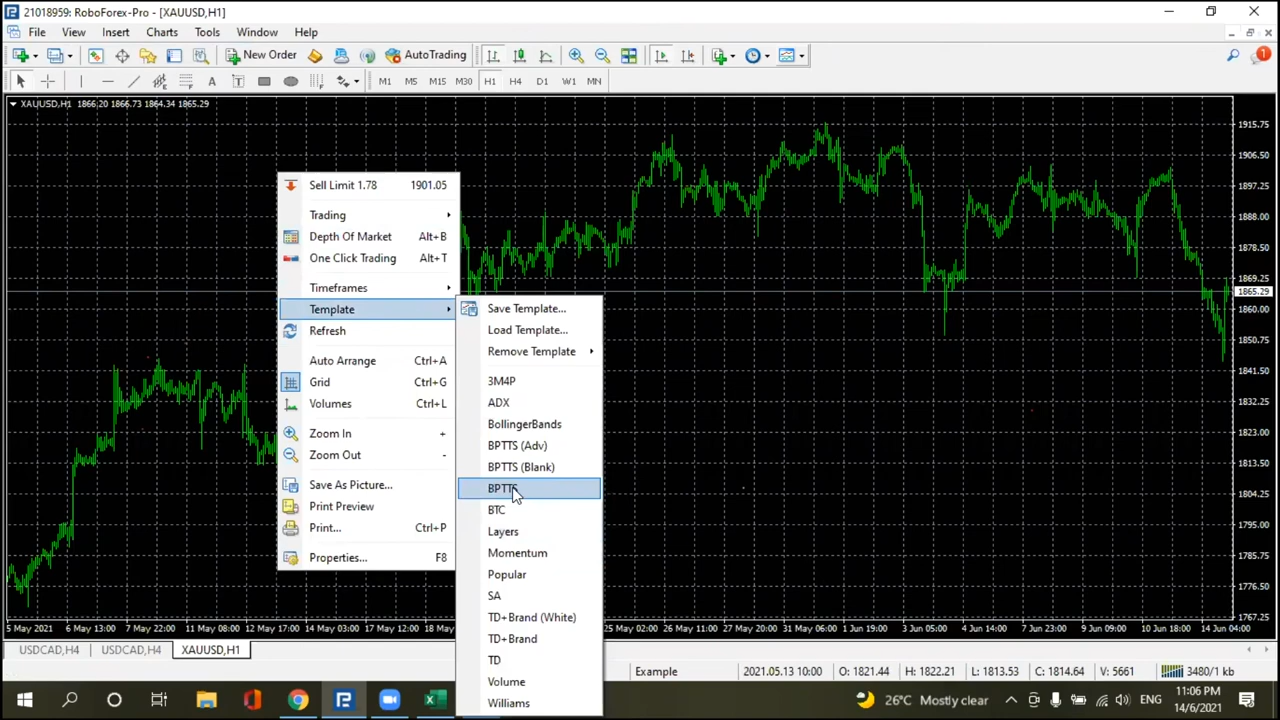 21018959: RoboForex-Pro - [XAUUSD,H1]
File View Insert Charts Tools Window Help
New Order AutoTrading 1
A T M1 M5 M15 M30 H1 H4 D1 W1 MN
XAUUSD,H1 1866.20 1866.73 1864.34 1865.29
1915.75
1906.50
1897.25
1888.00
1878.50
1869.25
1865.29
1860.00
1850.75
1841.50
1832.25
1823.00
1813.50
1804.25
1795.00
1785.75
1776.50
1767.25
Sell Limit 1.78 1901.05
Trading
Depth Of Market Alt+B
One Click Trading Alt+T
Timeframes
Template
Refresh
Auto Arrange Ctrl+A
Grid Ctrl+G
Volumes Ctrl+L
Zoom In +
Zoom Out -
Save As Picture...
Print Preview
Print... Ctrl+P
Properties... F8
Save Template...
Load Template...
Remove Template
3M4P
ADX
BollingerBands
BPTTS (Adv)
BPTTS (Blank)
BPTTS
BTC
Layers
Momentum
Popular
SA
TD+Brand (White)
TD+Brand
TD
Volume
Williams
5 May 2021 6 May 13:00 7 May 22:00 11 May 08:00 12 May 17:00 14 May 03:00 17 May 12:00 18 May 25 May 02:00 26 May 11:00 27 May 20:00 31 May 06:00 1 Jun 19:00 3 Jun 05:00 4 Jun 14:00 7 Jun 23:00 9 Jun 09:00 10 Jun 18:00 14 Jun 04:00
USDCAD,H4 USDCAD,H4 XAUUSD,H1
Example 2021.05.13 10:00 O: 1821.44 H: 1822.21 L: 1813.53 C: 1814.64 V: 5661 3480/1 kb
26°C Mostly clear ENG 11:06 PM
14/6/2021